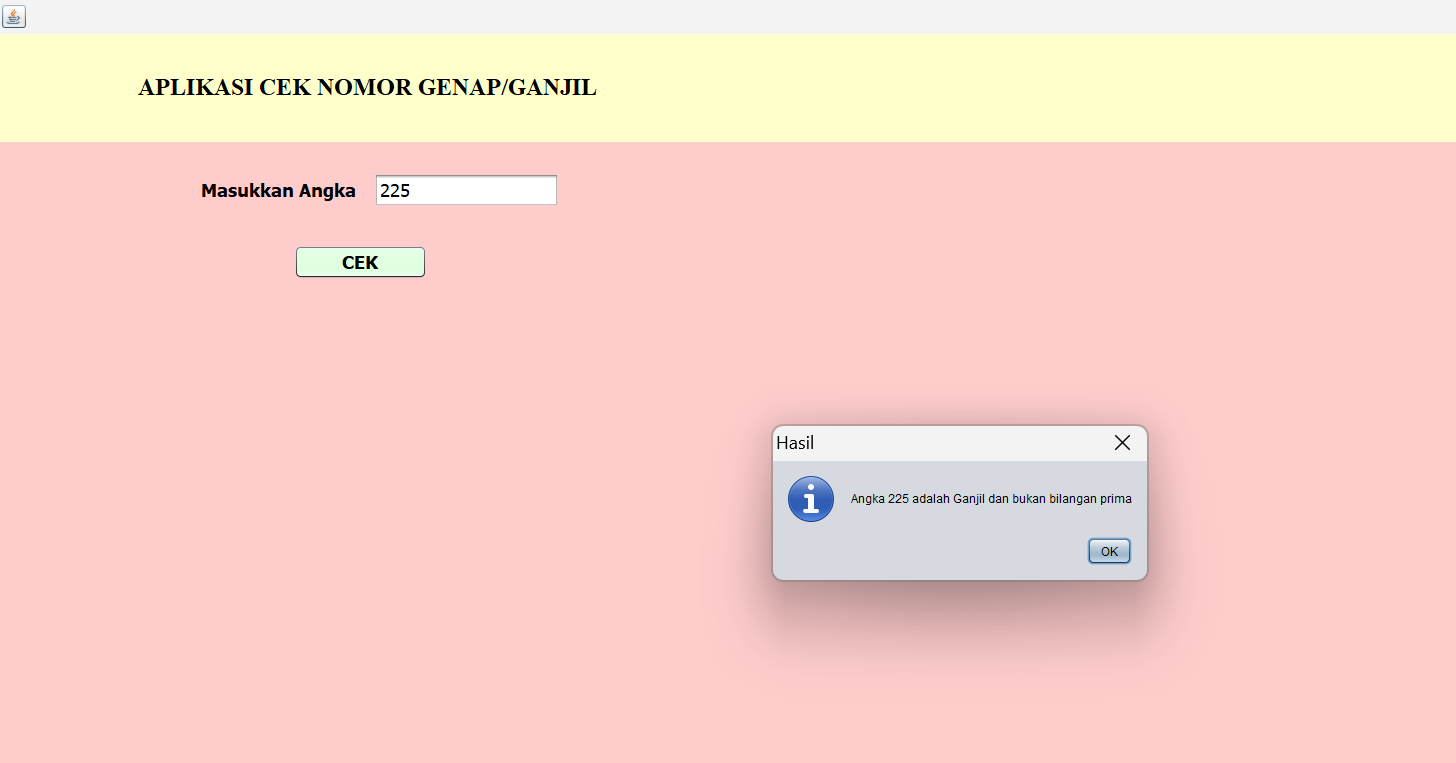 APLIKASI CEK NOMOR GENAP/GANJIL
Masukkan Angka 225
CEK
Hasil
Angka 225 adalah Ganjil dan bukan bilangan prima
OK